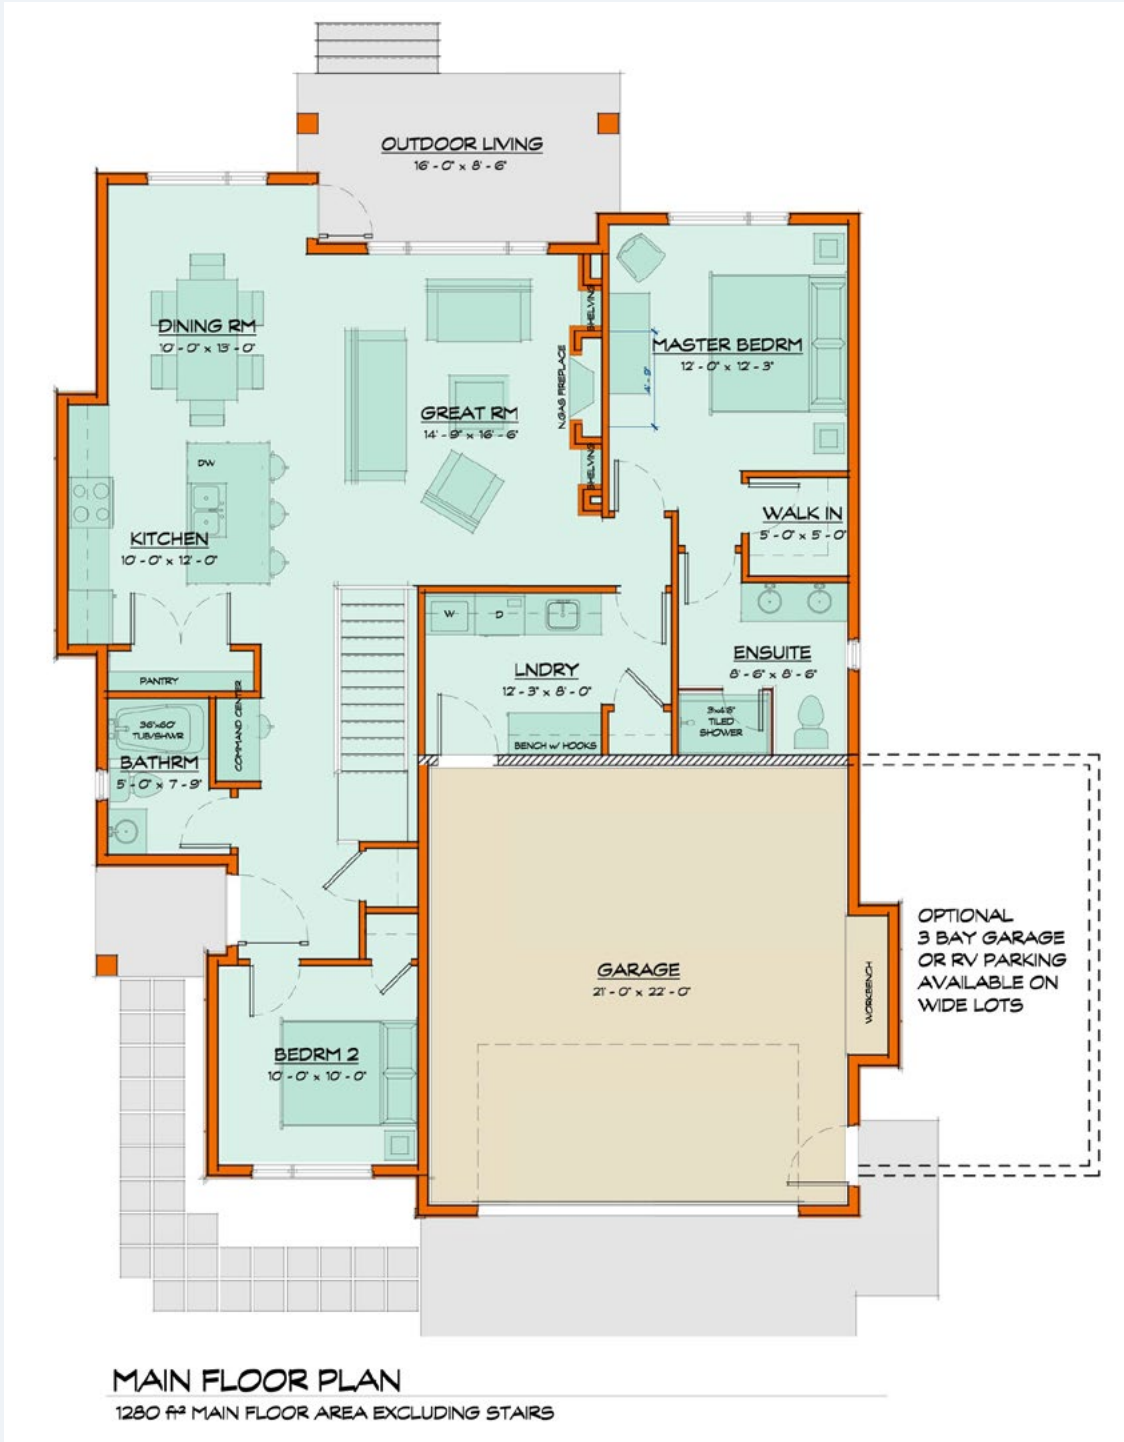 OUTDOOR LIVING
16'-0" x 8'-6"
DINING RM
10'-0" x 13'-0"
SHELVING
MASTER BEDRM
12'-0" x 12'-3"
4'-9"
N.GAS FIREPLACE
GREAT RM
14'-9" x 16'-6"
SHELVING
DW
KITCHEN
10'-0" x 12'-0"
WALK IN
5'-0" x 5'-0"
W
D
LNDRY
12'-3" x 8'-0"
ENSUITE
8'-6" x 8'-6"
PANTRY
COMMAND CENTER
36"x60"
TUB/SHWR
BATHRM
5'-0" x 7'-9"
TILED
SHOWER
BENCH w/ HOOKS
OPTIONAL
3 BAY GARAGE
OR RV PARKING
AVAILABLE ON
WIDE LOTS
GARAGE
21'-0" x 22'-0"
WORKBENCH
BEDRM 2
10'-0" x 10'-0"
MAIN FLOOR PLAN
1280 ft² MAIN FLOOR AREA EXCLUDING STAIRS